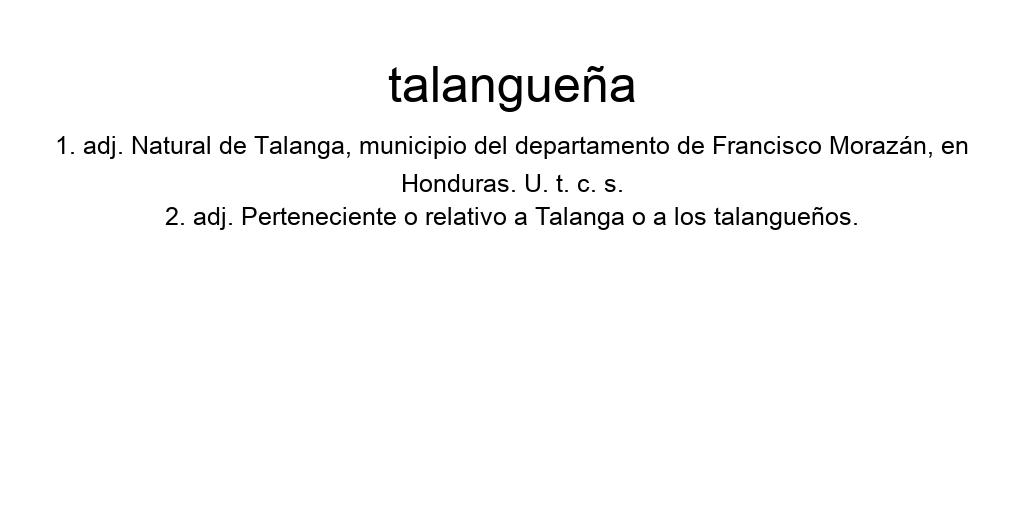 talangueña
1. adj. Natural de Talanga, municipio del departamento de Francisco Morazán, en
Honduras. U. t. c. s.
2. adj. Perteneciente o relativo a Talanga o a los talangueños.